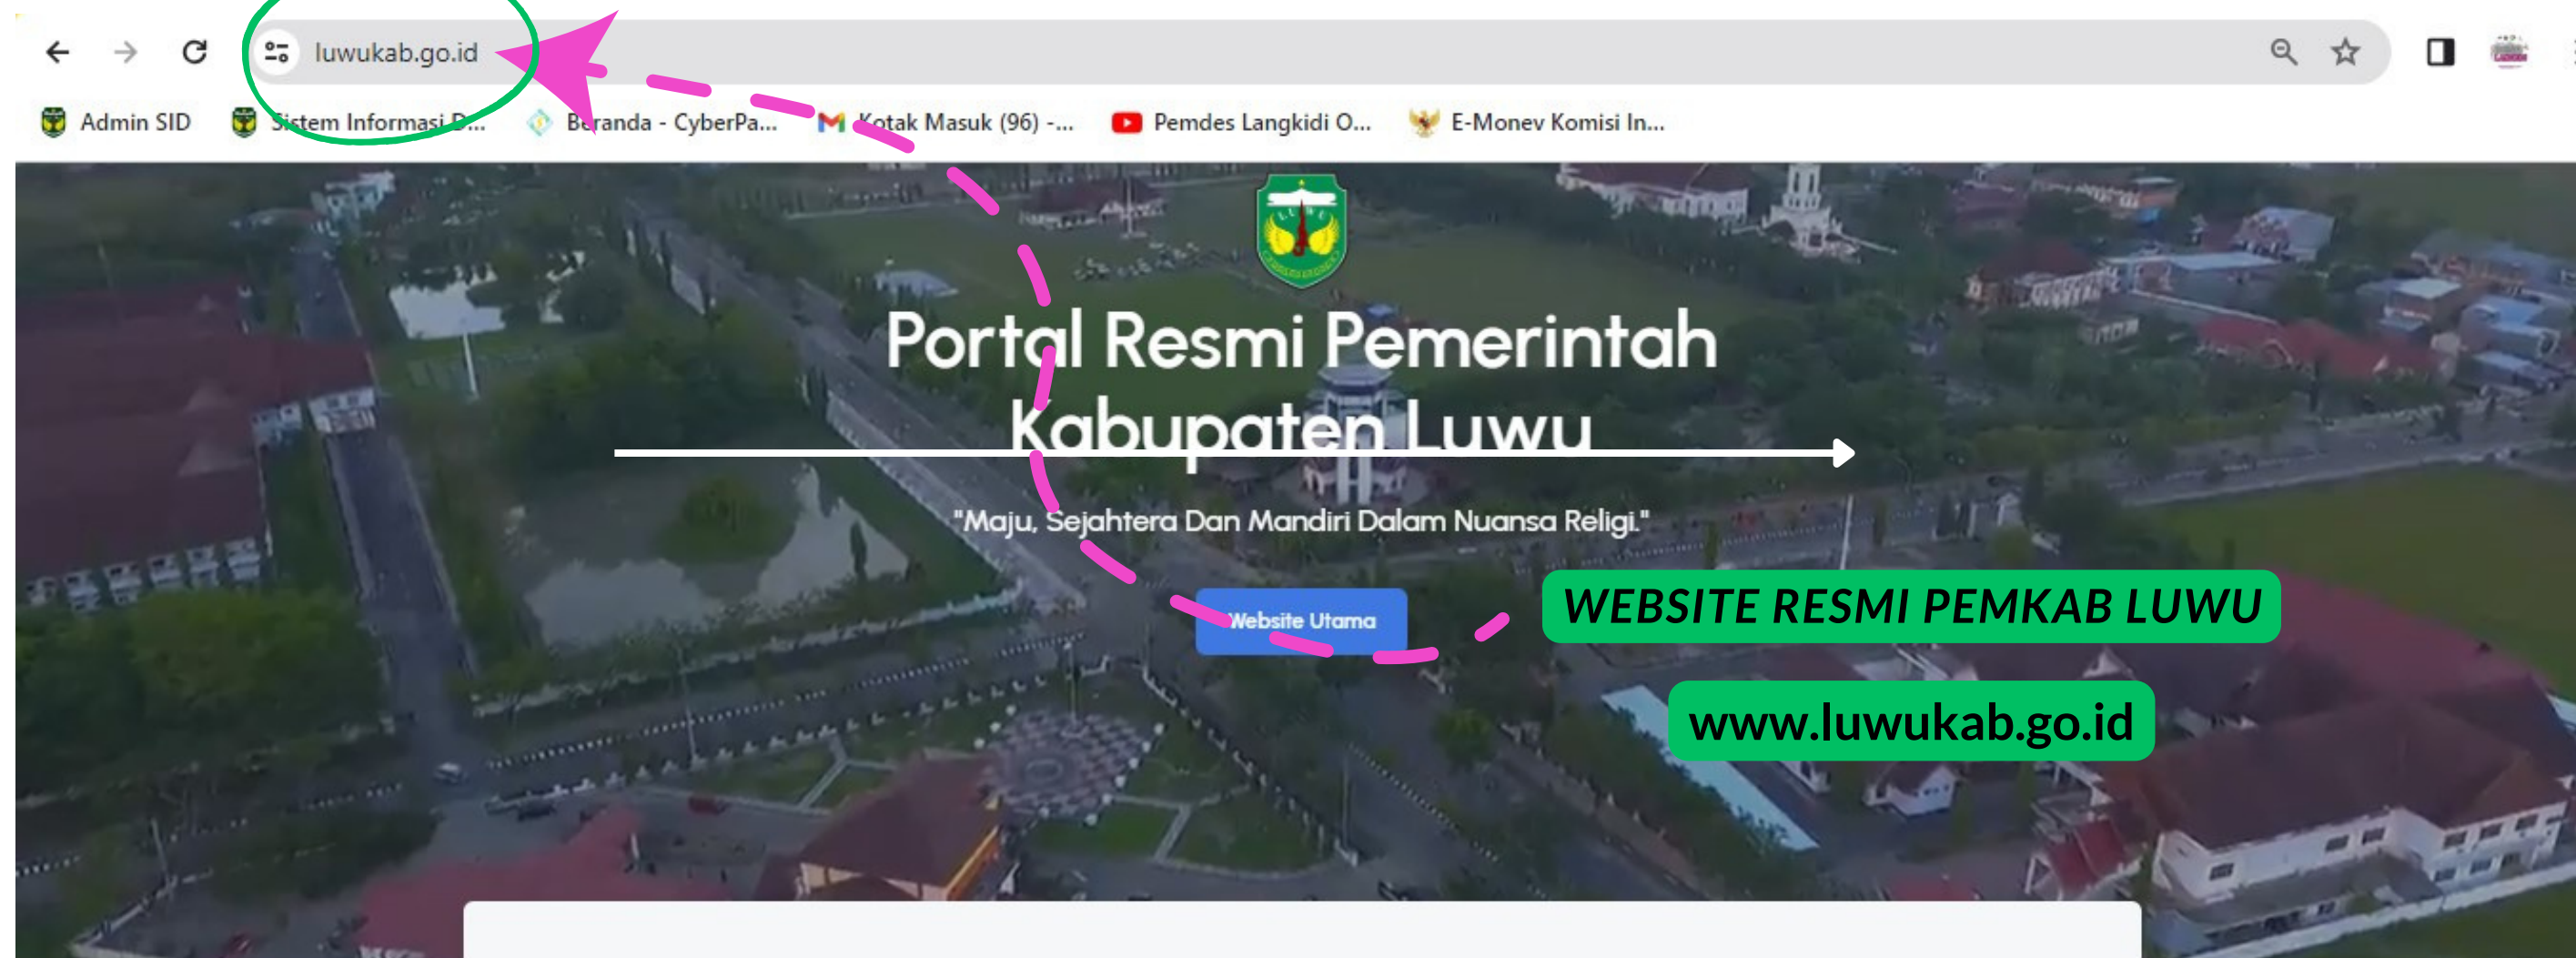 luwukab.go.id
Admin SID Sistem Informasi D... Beranda - CyberPa... Kotak Masuk (96) -... Pemdes Langkidi O... E-Monev Komisi In...
LUWU
Portal Resmi Pemerintah
Kabupaten Luwu
"Maju, Sejahtera Dan Mandiri Dalam Nuansa Religi."
Website Utama
WEBSITE RESMI PEMKAB LUWU
www.luwukab.go.id